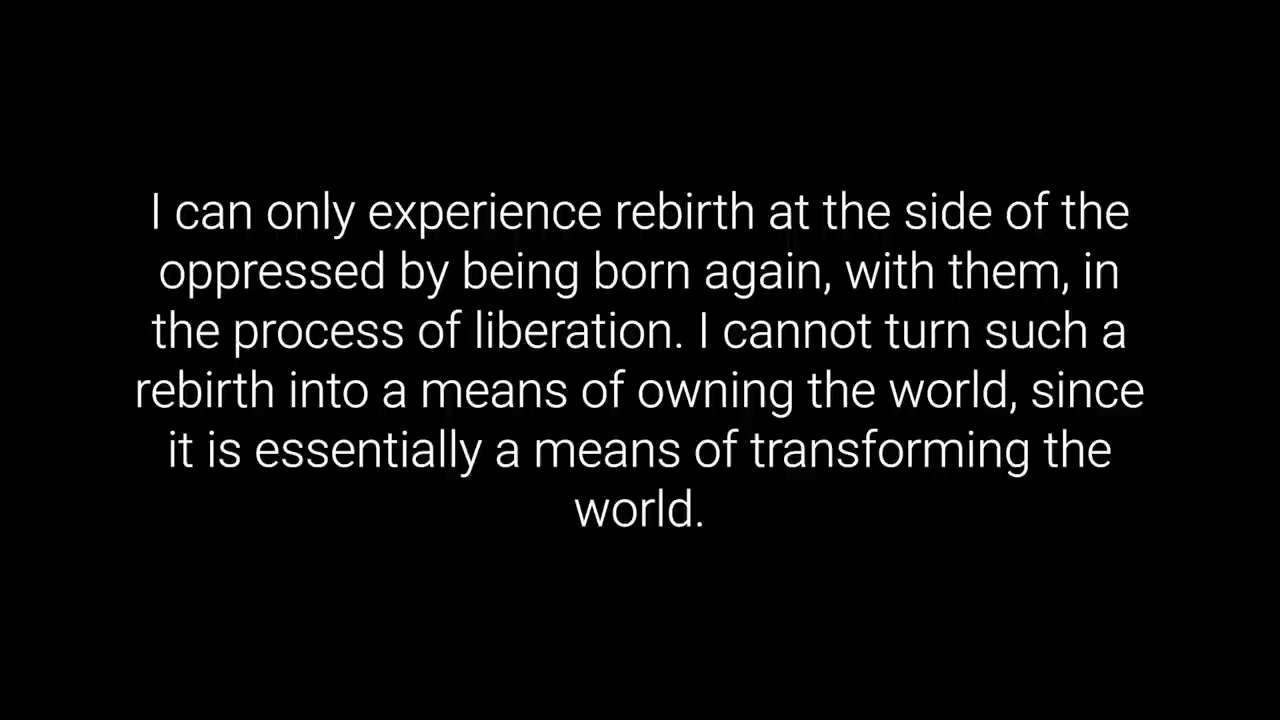 I can only experience rebirth at the side of the
oppressed by being born again, with them, in
the process of liberation. I cannot turn such a
rebirth into a means of owning the world, since
it is essentially a means of transforming the
world.